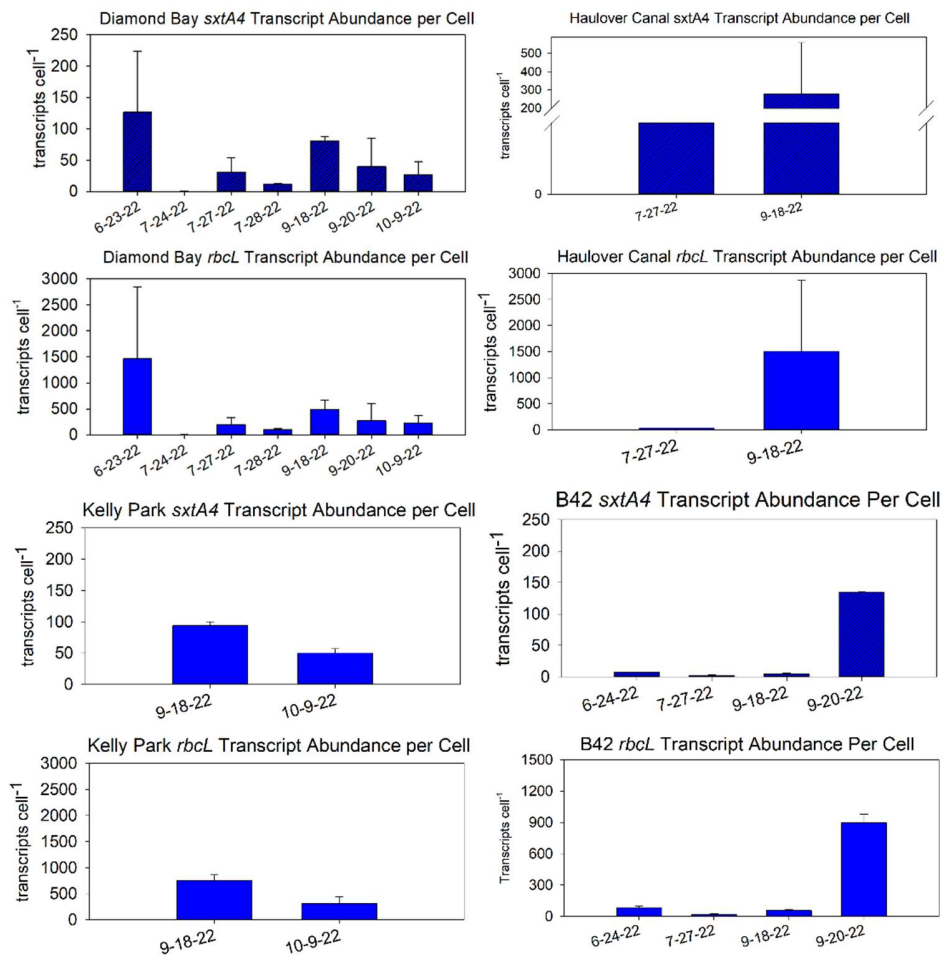 Diamond Bay sxtA4 Transcript Abundance per Cell
250
200
150
100
50
0
transcripts cell-1
6-23-22 7-24-22 7-27-22 7-28-22 9-18-22 9-20-22 10-9-22
Haulover Canal sxtA4 Transcript Abundance per Cell
500
400
300
200
0
transcripts cell-1
7-27-22 9-18-22
Diamond Bay rbcL Transcript Abundance per Cell
3000
2500
2000
1500
1000
500
0
transcripts cell-1
6-23-22 7-24-22 7-27-22 7-28-22 9-18-22 9-20-22 10-9-22
Haulover Canal rbcL Transcript Abundance per Cell
3000
2500
2000
1500
1000
500
0
transcripts cell-1
7-27-22 9-18-22
Kelly Park sxtA4 Transcript Abundance per Cell
250
200
150
100
50
0
transcripts cell-1
9-18-22 10-9-22
B42 sxtA4 Transcript Abundance Per Cell
250
200
150
100
50
0
transcripts cell-1
6-24-22 7-27-22 9-18-22 9-20-22
Kelly Park rbcL Transcript Abundance per Cell
3000
2500
2000
1500
1000
500
0
transcripts cell-1
9-18-22 10-9-22
B42 rbcL Transcript Abundance Per Cell
1500
1200
900
600
300
0
Transcripts cell-1
6-24-22 7-27-22 9-18-22 9-20-22